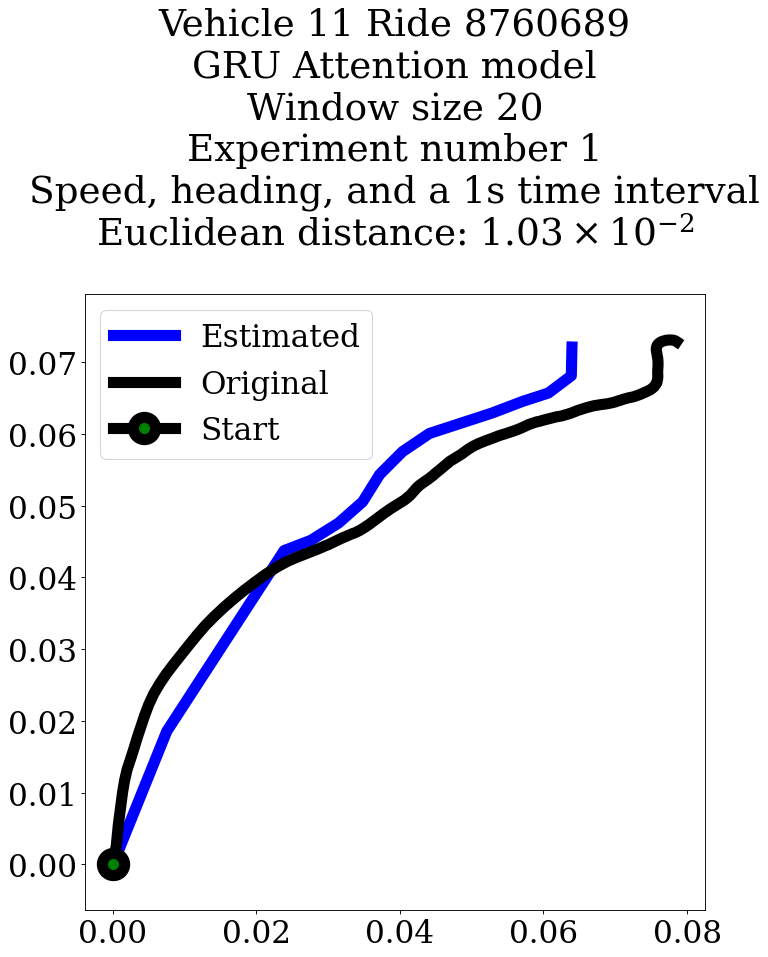 Vehicle 11 Ride 8760689
GRU Attention model
Window size 20
Experiment number 1
Speed, heading, and a 1s time interval
Euclidean distance: 1.03 × 10⁻²
Estimated
Original
Start
0.07
0.06
0.05
0.04
0.03
0.02
0.01
0.00
0.00 0.02 0.04 0.06 0.08